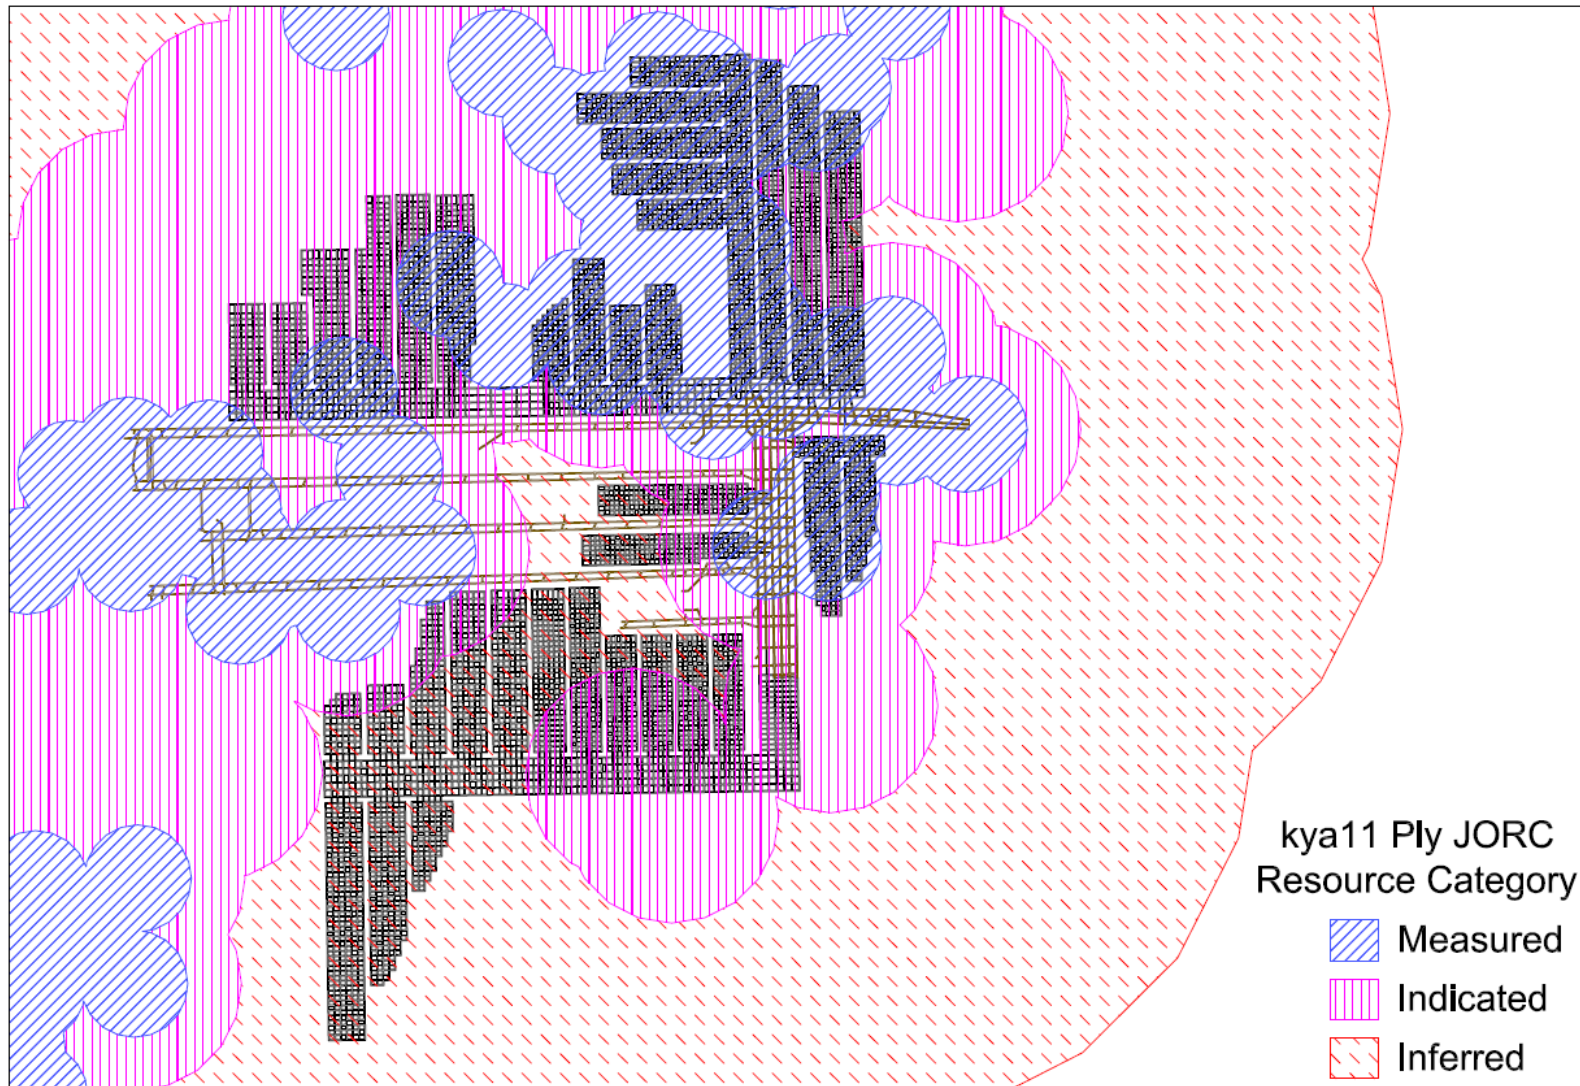 kya11 Ply JORC
Resource Category
Measured
Indicated
Inferred